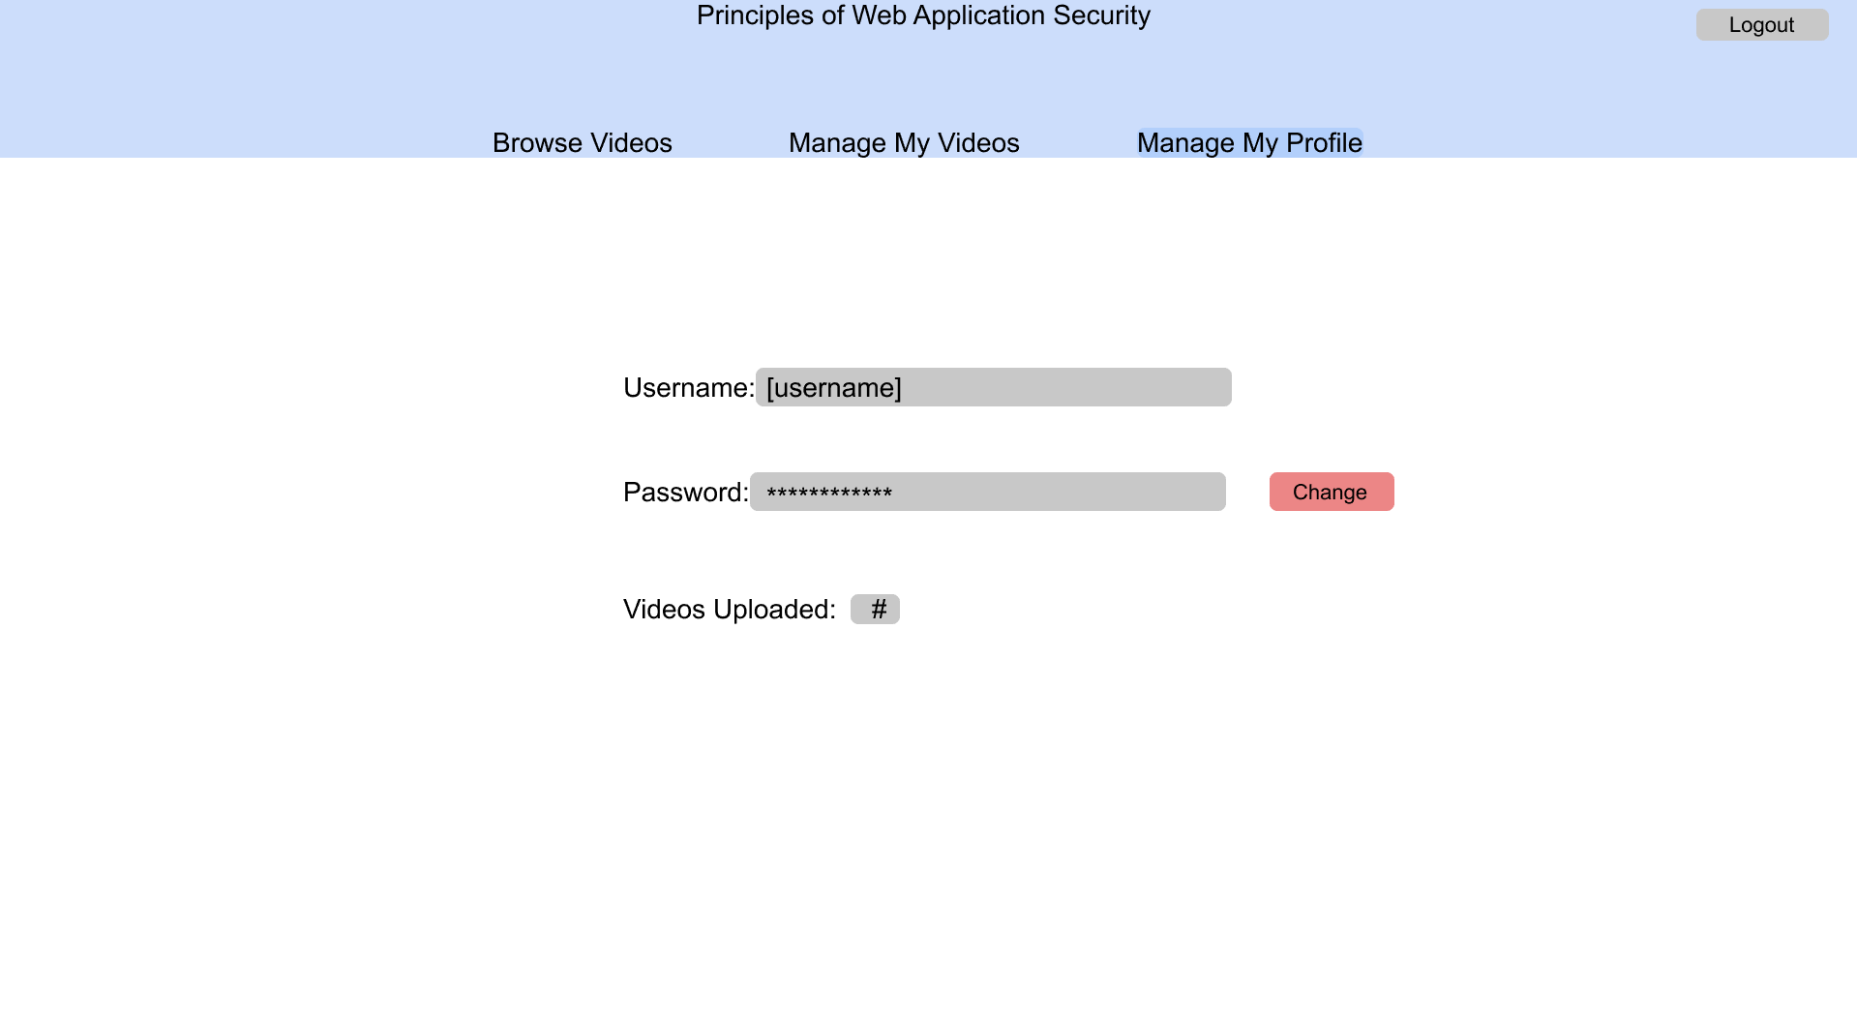 Principles of Web Application Security
Logout
Browse Videos Manage My Videos Manage My Profile
Username: [username]
Password: ************ Change
Videos Uploaded: #